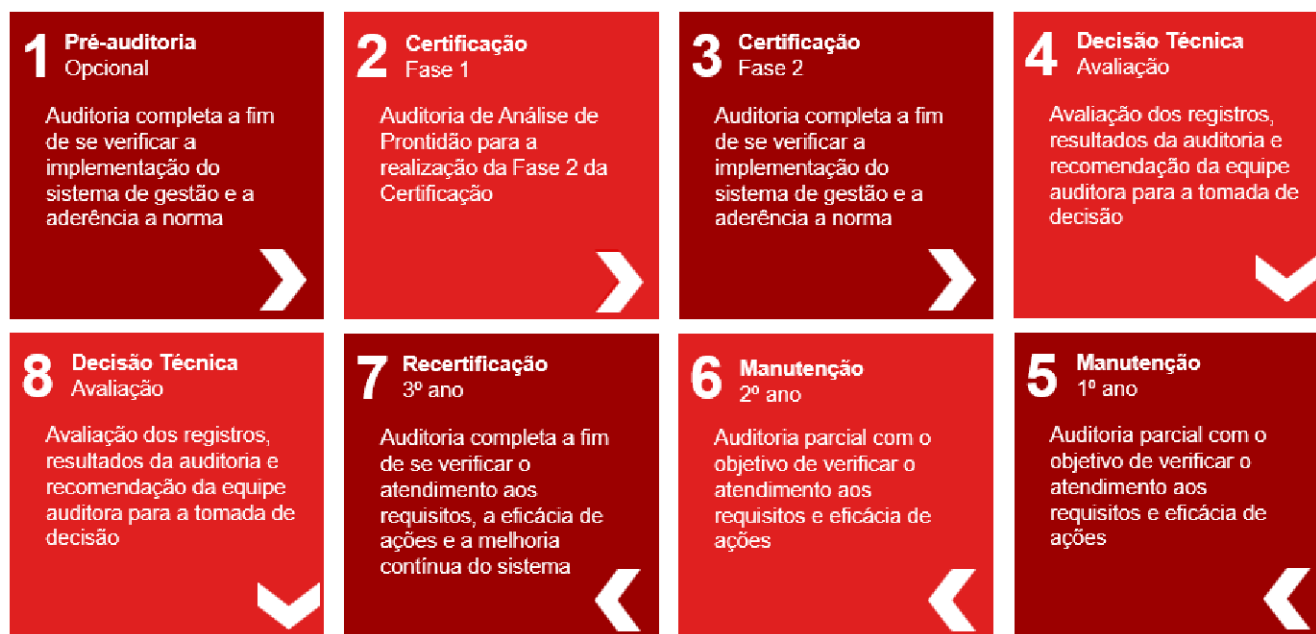 1 Pré-auditoria
Opcional
Auditoria completa a fim
de se verificar a
implementação do
sistema de gestão e a
aderência a norma
2 Certificação
Fase 1
Auditoria de Análise de
Prontidão para a
realização da Fase 2 da
Certificação
3 Certificação
Fase 2
Auditoria completa a fim
de se verificar a
implementação do
sistema de gestão e a
aderência a norma
4 Decisão Técnica
Avaliação
Avaliação dos registros,
resultados da auditoria e
recomendação da equipe
auditora para a tomada de
decisão
8 Decisão Técnica
Avaliação
Avaliação dos registros,
resultados da auditoria e
recomendação da equipe
auditora para a tomada de
decisão
7 Recertificação
3º ano
Auditoria completa a fim
de se verificar o
atendimento aos
requisitos, a eficácia de
ações e a melhoria
contínua do sistema
6 Manutenção
2º ano
Auditoria parcial com o
objetivo de verificar o
atendimento aos
requisitos e eficácia de
ações
5 Manutenção
1º ano
Auditoria parcial com o
objetivo de verificar o
atendimento aos
requisitos e eficácia de
ações